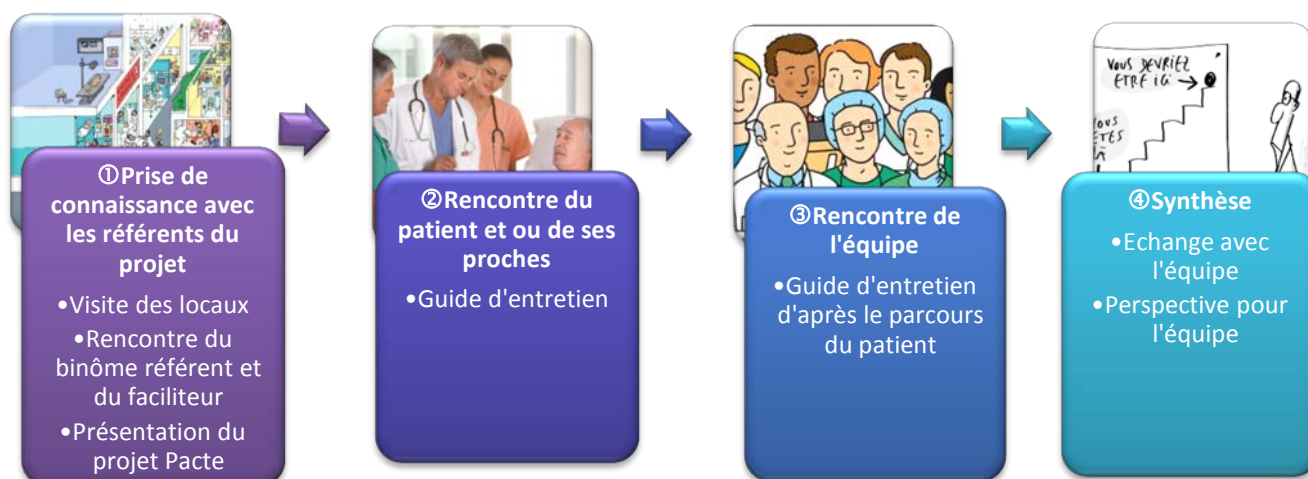 ①Prise de
connaissance avec
les référents du
projet
•Visite des locaux
•Rencontre du
binôme référent et
du faciliteur
•Présentation du
projet Pacte
②Rencontre du
patient et ou de ses
proches
•Guide d'entretien
③Rencontre de
l'équipe
•Guide d'entretien
d'après le parcours
du patient
VOUS DEVRIEZ
ETRE ICI
④Synthèse
•Echange avec
l'équipe
•Perspective pour
l'équipe